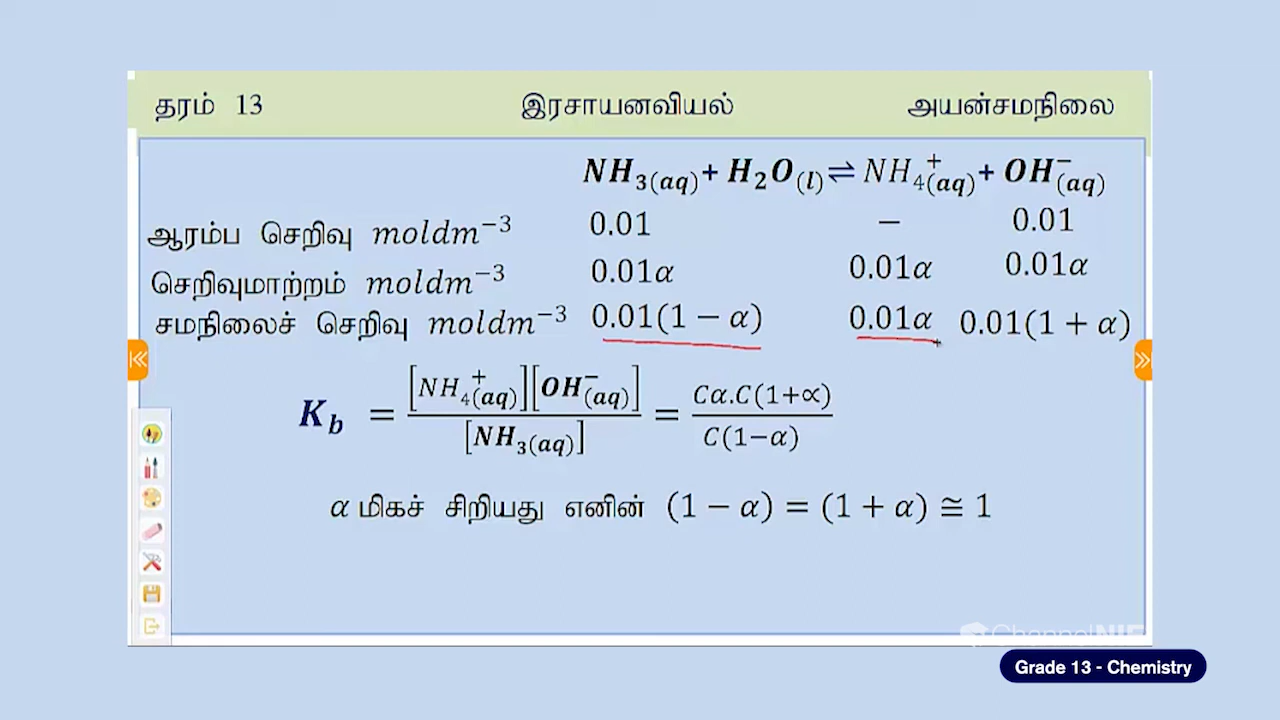 தரம் 13 இரசாயனவியல் அயன்சமநிலை
NH₃(aq) + H₂O(l) ⇌ NH₄⁺(aq) + OH⁻(aq)
ஆரம்ப செறிவு moldm⁻³ 0.01 − 0.01
செறிவுமாற்றம் moldm⁻³ 0.01α 0.01α 0.01α
சமநிலைச் செறிவு moldm⁻³ 0.01(1 − α) 0.01α 0.01(1 + α)
K_b = [NH₄⁺(aq)][OH⁻(aq)] / [NH₃(aq)] = Cα.C(1+∝) / C(1−α)
α மிகச் சிறியது எனின் (1 − α) = (1 + α) ≅ 1
ChannelNIE
Grade 13 - Chemistry